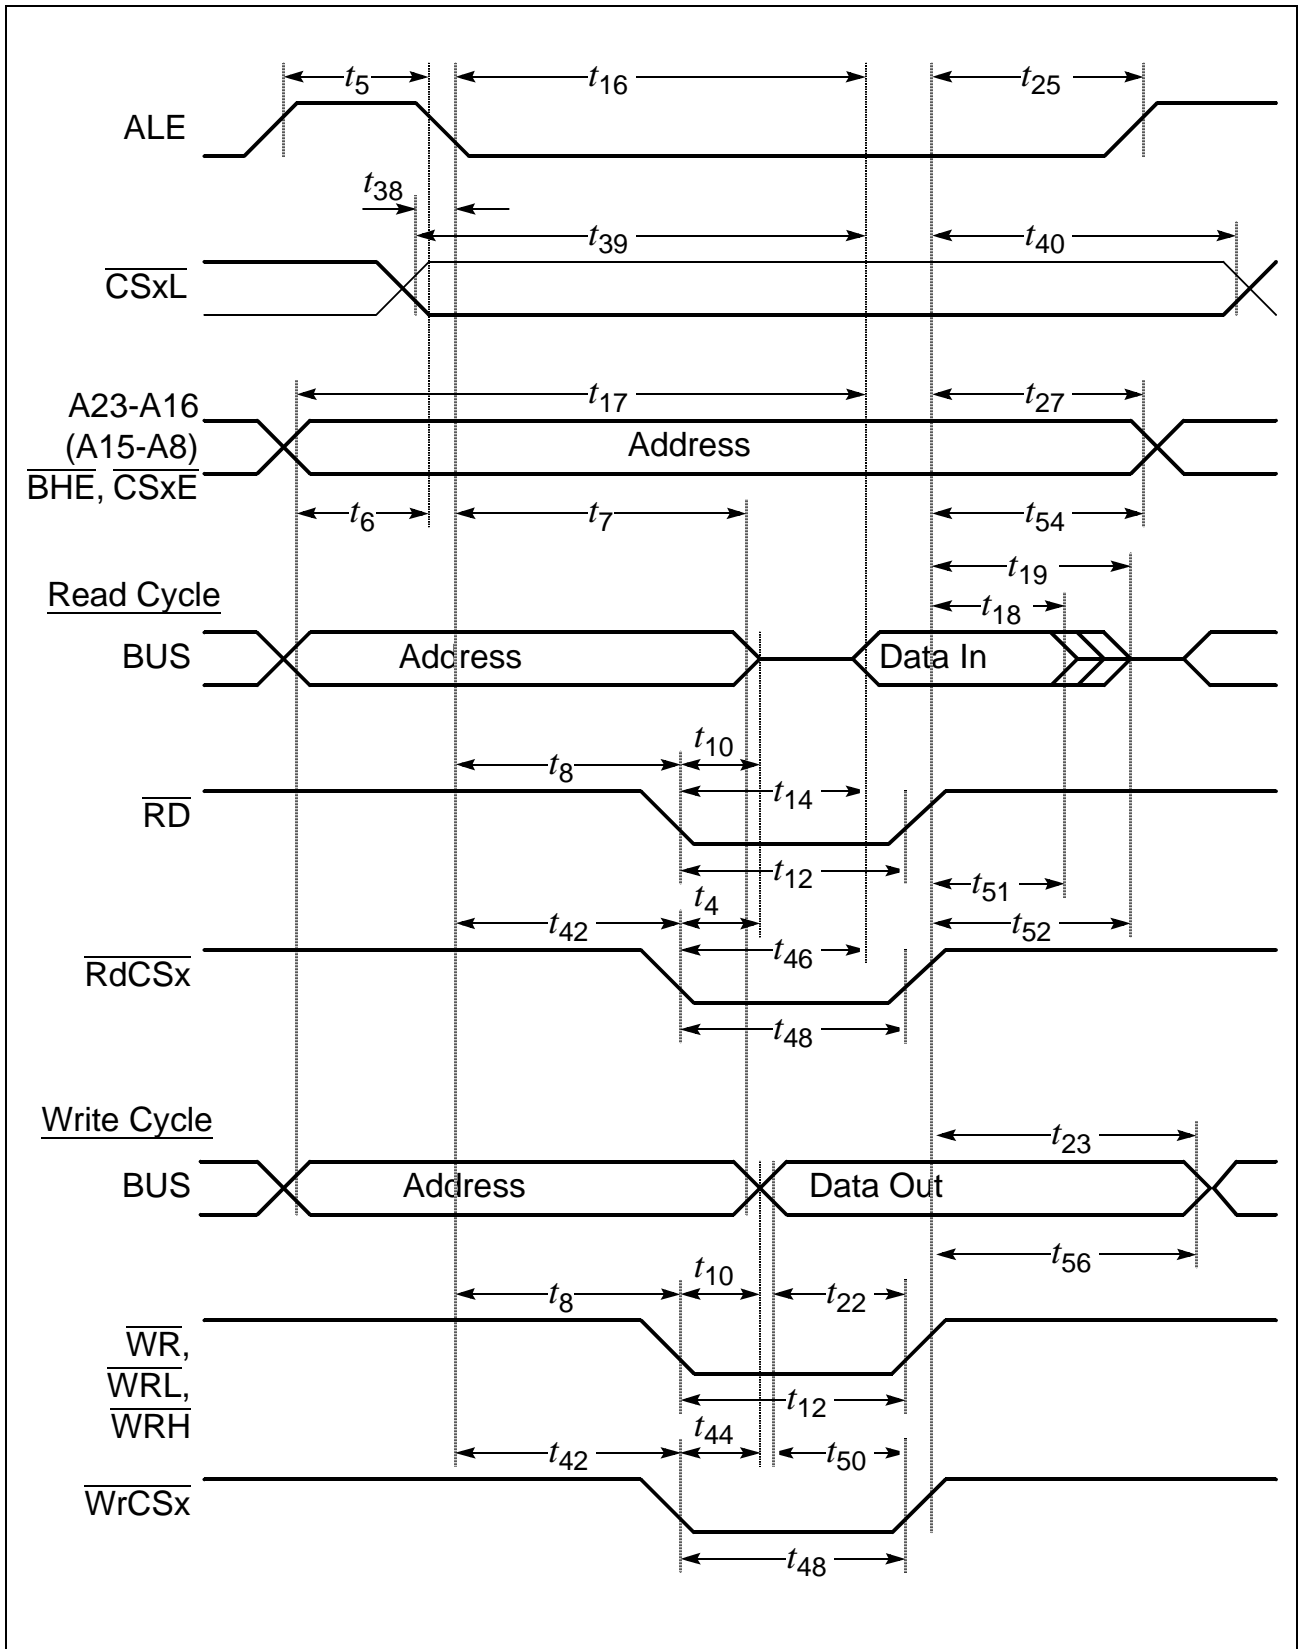 t5 t16 t25
ALE
t38
t39 t40
CSxL
t17 t27
A23-A16
(A15-A8) Address
BHE, CSxE
t6 t7 t54
t19
Read Cycle
t18
BUS Address Data In
t10
t8
t14
RD
t12 t51
t4
t42 t52
t46
RdCSx
t48
Write Cycle
t23
BUS Address Data Out
t56
t10
t8 t22
WR,
WRL,
t12
WRH
t44
t42 t50
WrCSx
t48